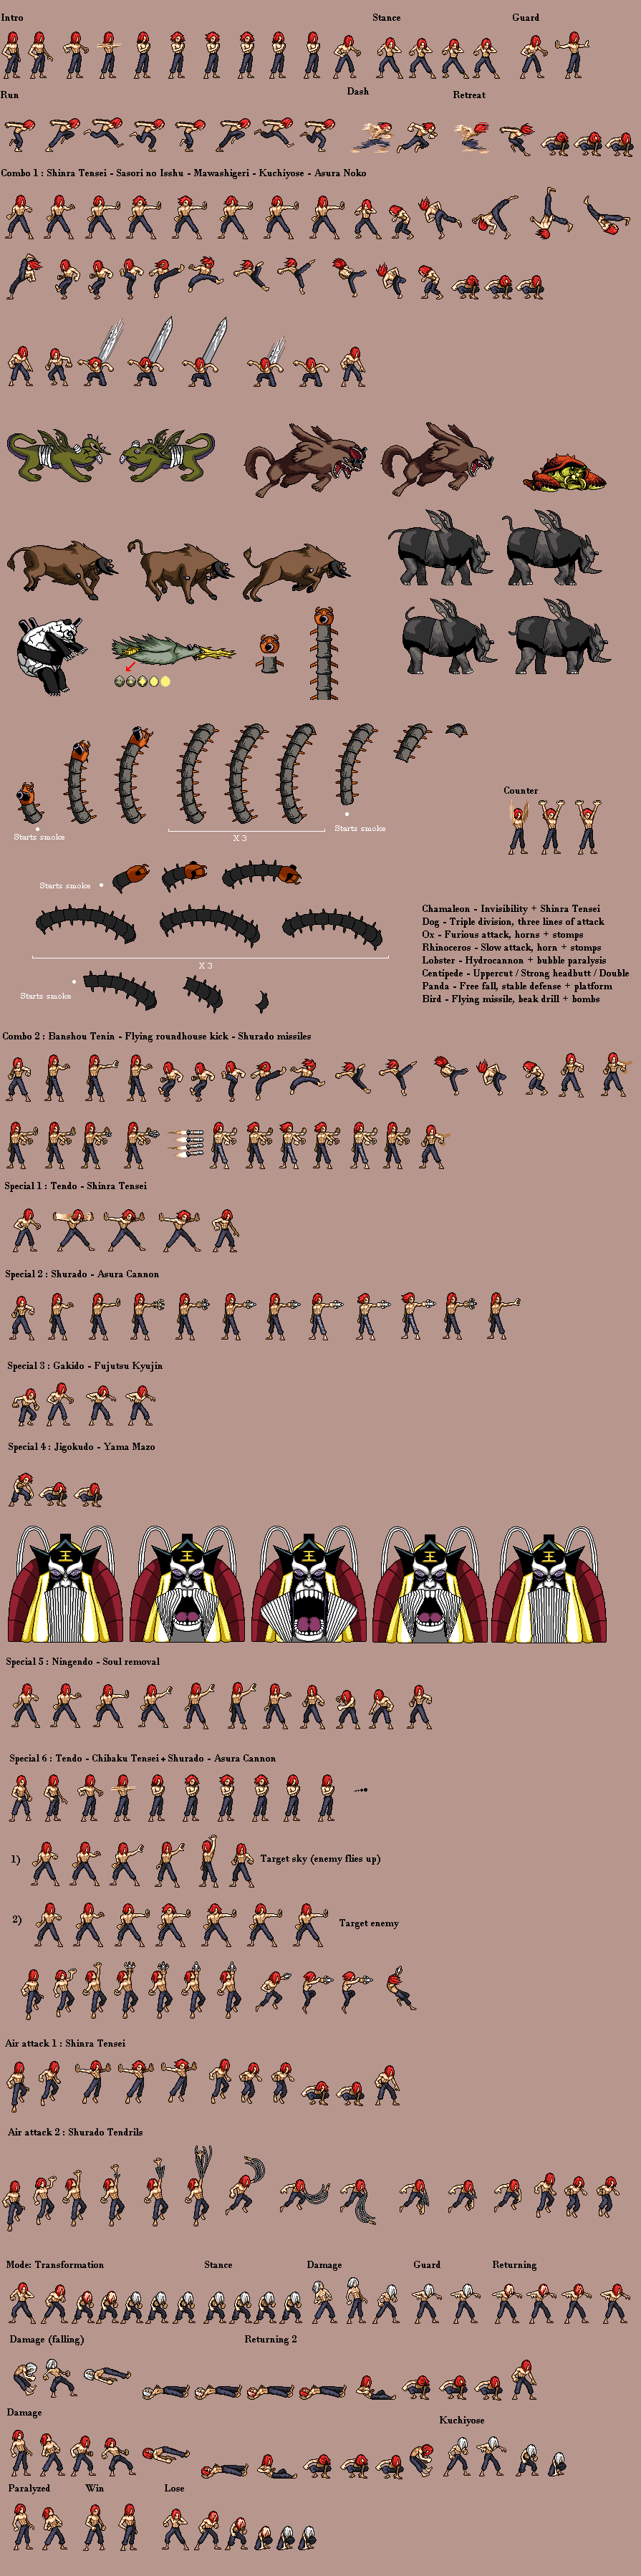 Intro
Stance
Guard
Run
Dash
Retreat
Combo 1 : Shinra Tensei - Sasori no Isshu - Mawashigeri - Kuchiyose - Asura Noko
Counter
Starts smoke
X 3
Starts smoke
Starts smoke
X 3
Starts smoke
Chamaleon - Invisibility + Shinra Tensei
Dog - Triple division, three lines of attack
Ox - Furious attack, horns + stomps
Rhinoceros - Slow attack, horn + stomps
Lobster - Hydrocannon + bubble paralysis
Centipede - Uppercut / Strong headbutt / Double
Panda - Free fall, stable defense + platform
Bird - Flying missile, beak drill + bombs
Combo 2 : Banshou Tenin - Flying roundhouse kick - Shurado missiles
Special 1 : Tendo - Shinra Tensei
Special 2 : Shurado - Asura Cannon
Special 3 : Gakido - Fujutsu Kyujin
Special 4 : Jigokudo - Yama Mazo
王
王
王
王
王
Special 5 : Ningendo - Soul removal
Special 6 : Tendo - Chibaku Tensei + Shurado - Asura Cannon
1)
Target sky (enemy flies up)
2)
Target enemy
Air attack 1 : Shinra Tensei
Air attack 2 : Shurado Tendrils
Mode: Transformation
Stance
Damage
Guard
Returning
Damage (falling)
Returning 2
Damage
Kuchiyose
Paralyzed
Win
Lose